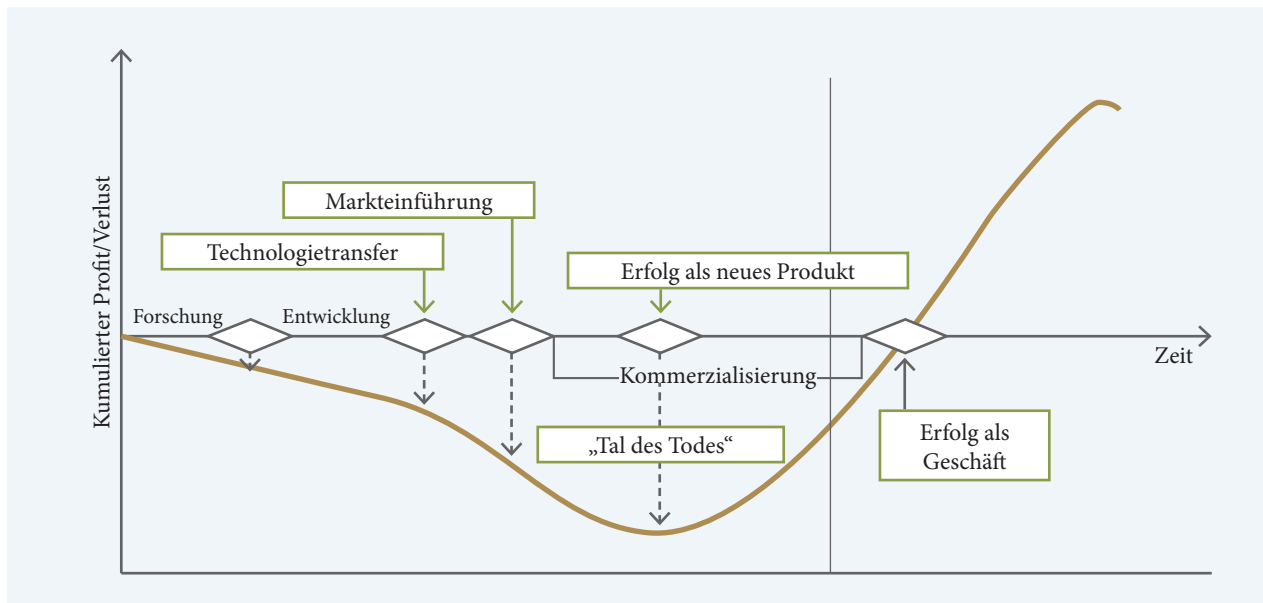 Kumulierter Profit/Verlust
Markteinführung
Technologietransfer
Erfolg als neues Produkt
Forschung
Entwicklung
Zeit
Kommerzialisierung
„Tal des Todes“
Erfolg als
Geschäft